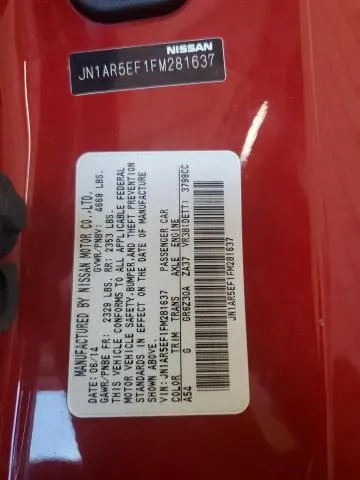 NISSAN
JN1AR5EF1FM281637
MANUFACTURED BY NISSAN MOTOR CO.,LTD.
06/14 GVWR/PNBV: 4669 LBS.
GAWR/PNBE FR: 2329 LBS. RR: 2353 LBS.
THIS VEHICLE CONFORMS TO ALL APPLICABLE FEDERAL
MOTOR VEHICLE SAFETY,BUMPER,AND THEFT PREVENTION
STANDARDS IN EFFECT ON THE DATE OF MANUFACTURE
SHOWN ABOVE.
VIN:JN1AR5EF1FM281637 PASSENGER CAR
COLOR TRIM TRANS AXLE ENGINE
A54 G GR6Z30A ZA37 VR38(DETT) 3799CC
JN1AR5EF1FM281637